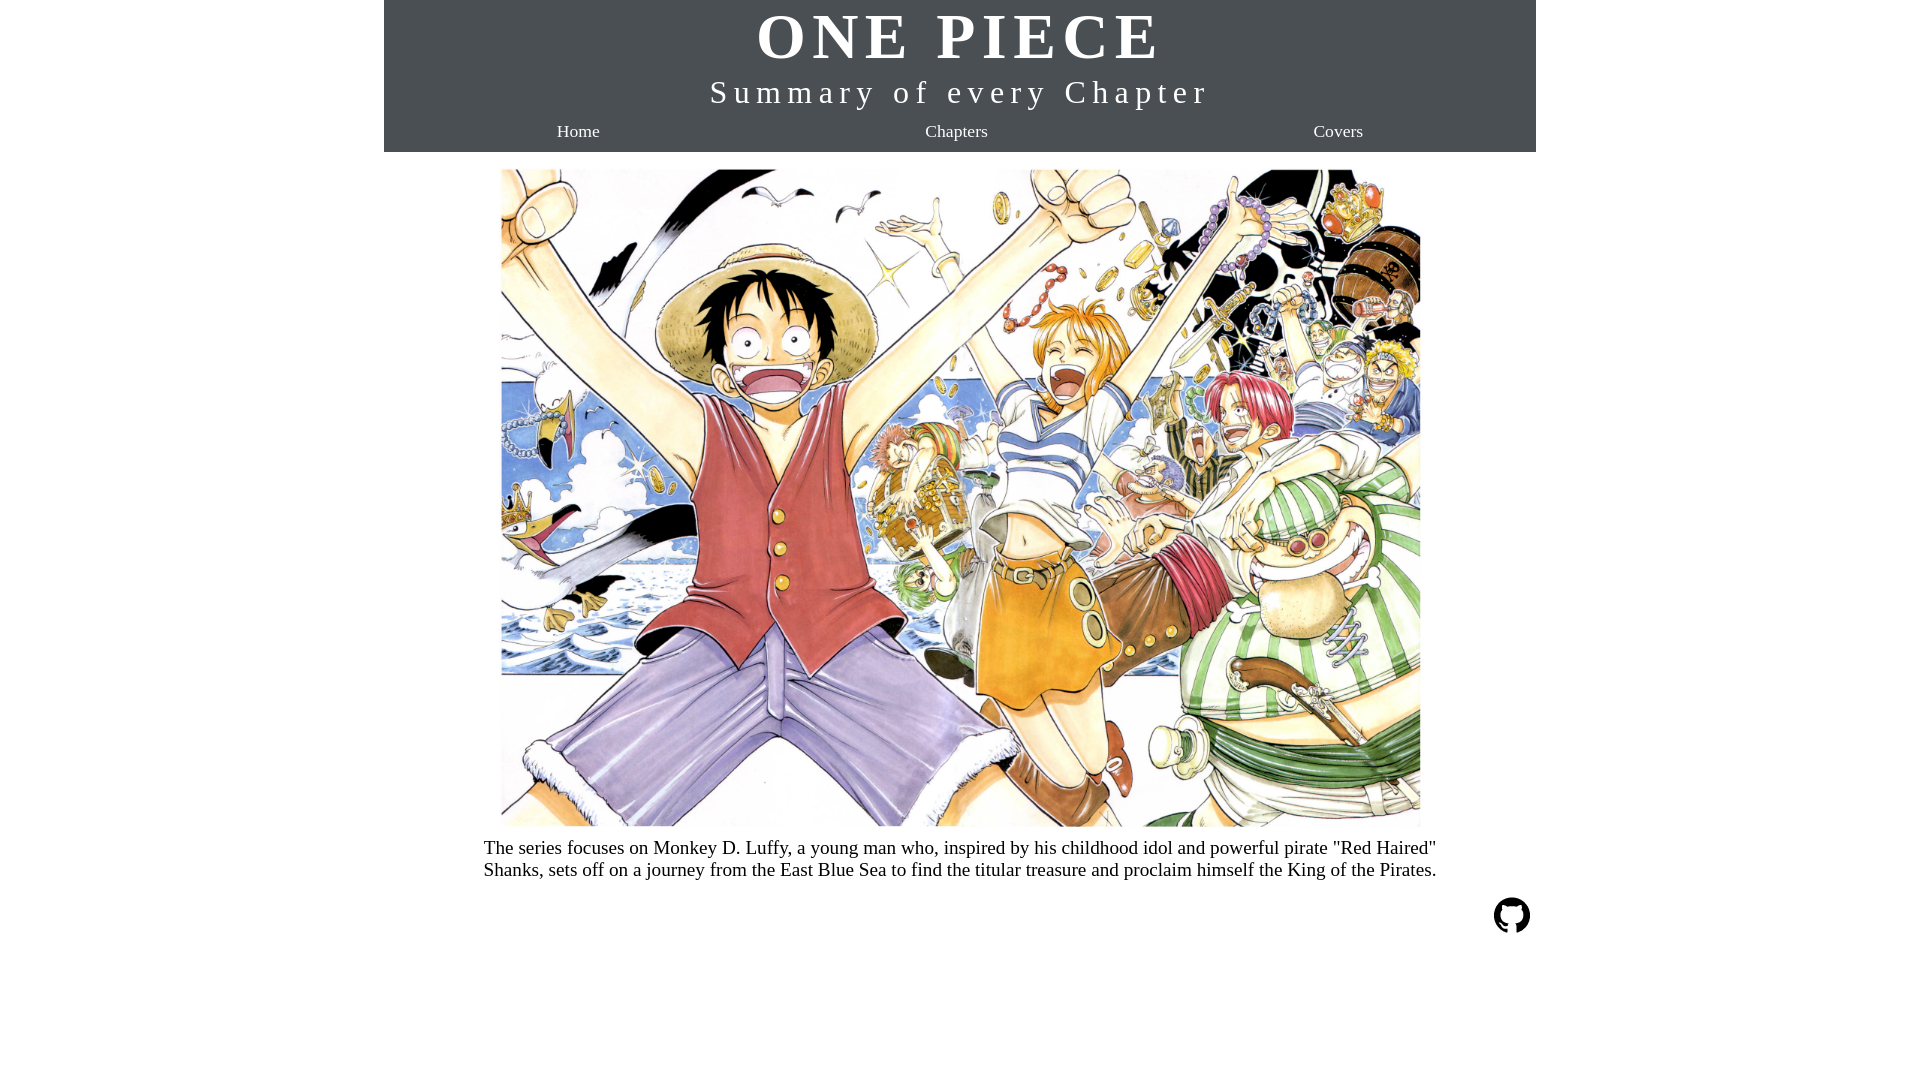 ONE PIECE
Summary of every Chapter
Home
Chapters
Covers
The series focuses on Monkey D. Luffy, a young man who, inspired by his childhood idol and powerful pirate "Red Haired"
Shanks, sets off on a journey from the East Blue Sea to find the titular treasure and proclaim himself the King of the Pirates.